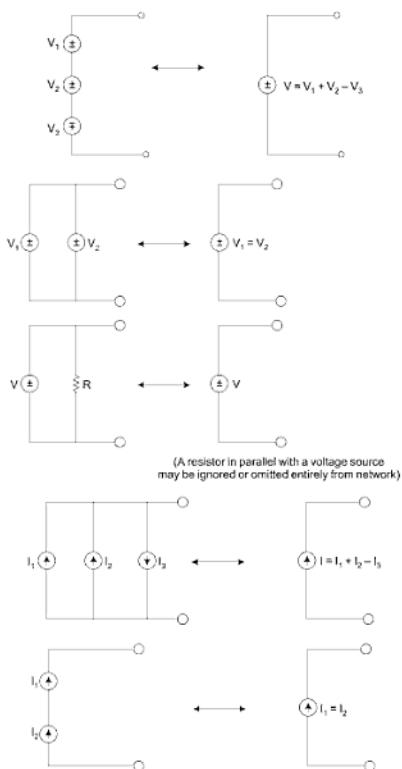 V₁ ±
V₂ ± ± V = V₁ + V₂ – V₃
V₃ ∓
V₁ ± ± V₂ ± V₁ = V₂
V ± R ± V
(A resistor in parallel with a voltage source
may be ignored or omitted entirely from network)
I₁ I₂ I₃ I = I₁ + I₂ – I₃
I₁
I₂ I₁ = I₂